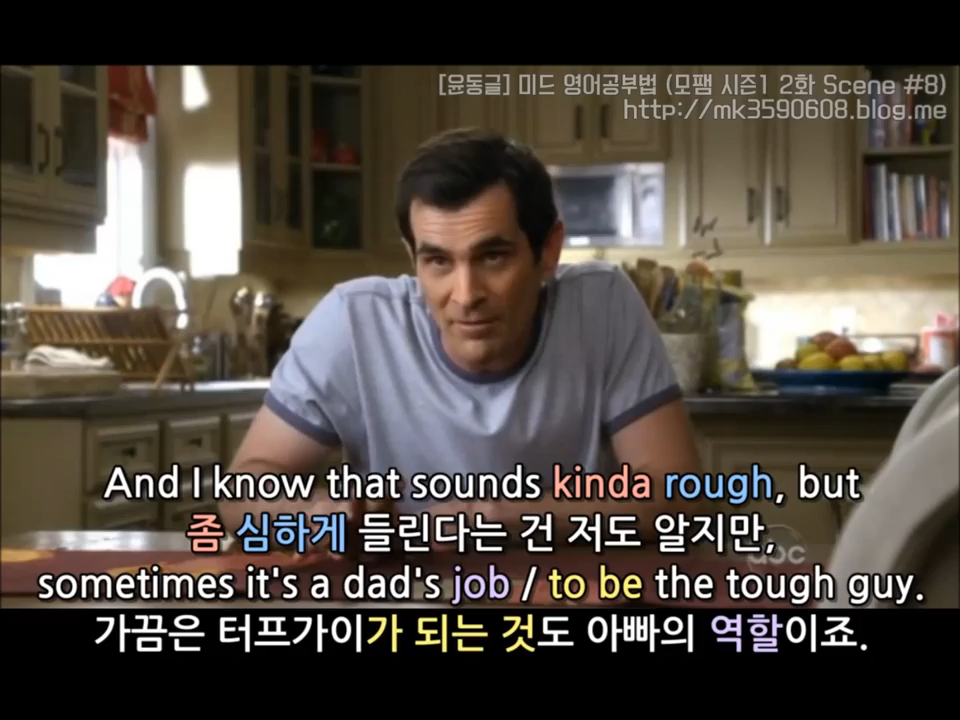 [윤동글] 미드 영어공부법 (모팸 시즌1 2화 Scene #8)
http://mk3590608.blog.me
And I know that sounds kinda rough, but
좀 심하게 들린다는 건 저도 알지만,
abc
sometimes it's a dad's job / to be the tough guy.
가끔은 터프가이가 되는 것도 아빠의 역할이죠.